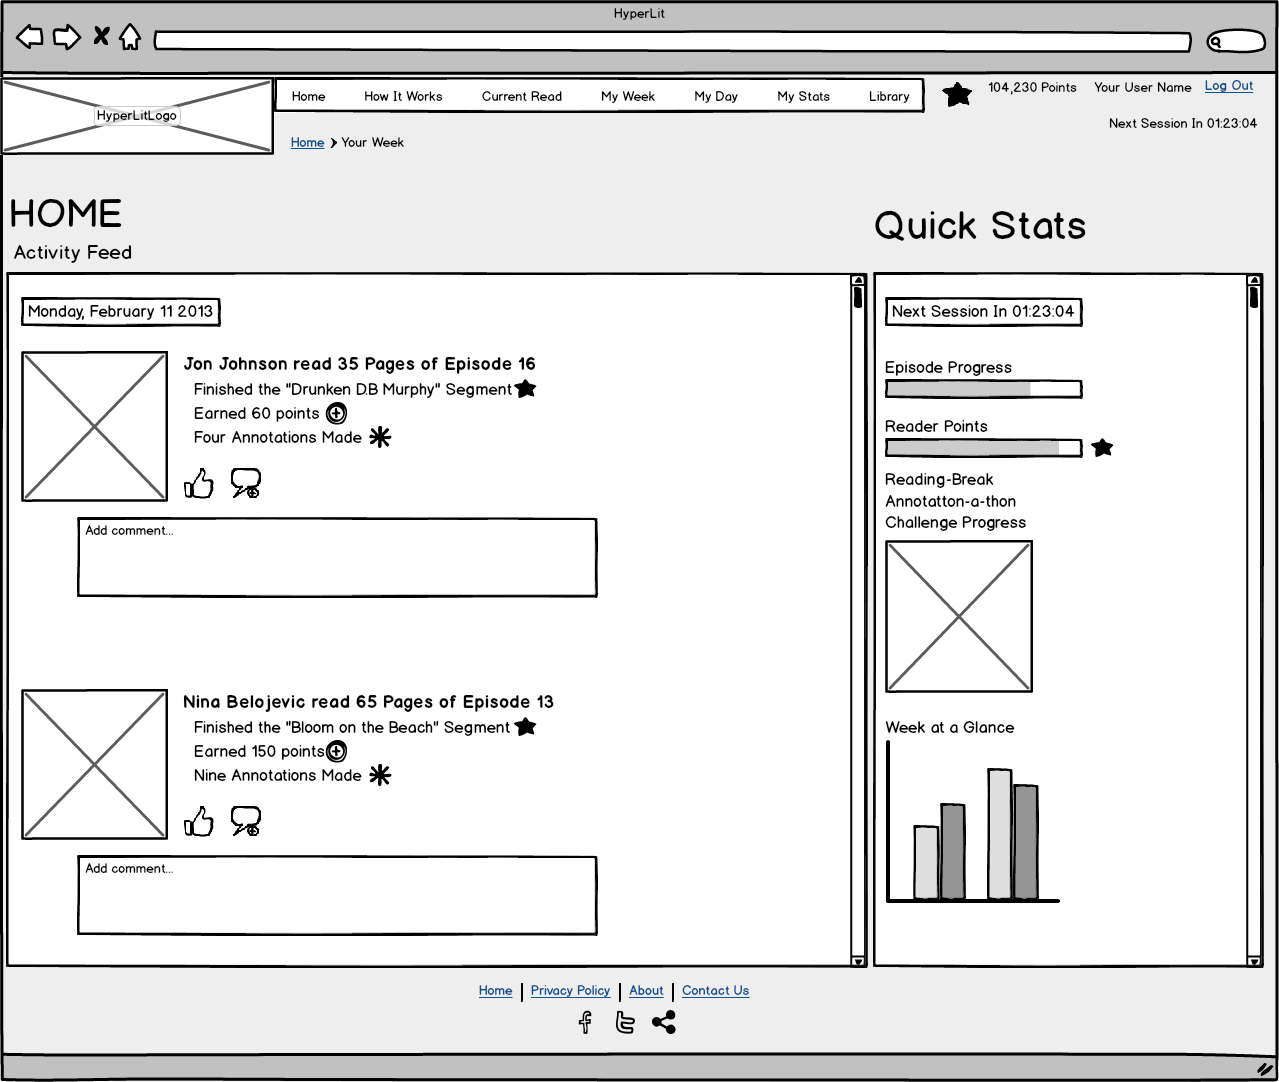 HyperLit
HyperLitLogo
Home How It Works Current Read My Week My Day My Stats Library
104,230 Points Your User Name Log Out
Next Session In 01:23:04
Home Your Week
HOME
Activity Feed
Monday, February 11 2013
Jon Johnson read 35 Pages of Episode 16
Finished the "Drunken D.B Murphy" Segment
Earned 60 points
Four Annotations Made
Add comment...
Nina Belojevic read 65 Pages of Episode 13
Finished the "Bloom on the Beach" Segment
Earned 150 points
Nine Annotations Made
Add comment...
Quick Stats
Next Session In 01:23:04
Episode Progress
Reader Points
Reading-Break
Annotatton-a-thon
Challenge Progress
Week at a Glance
Home | Privacy Policy | About | Contact Us